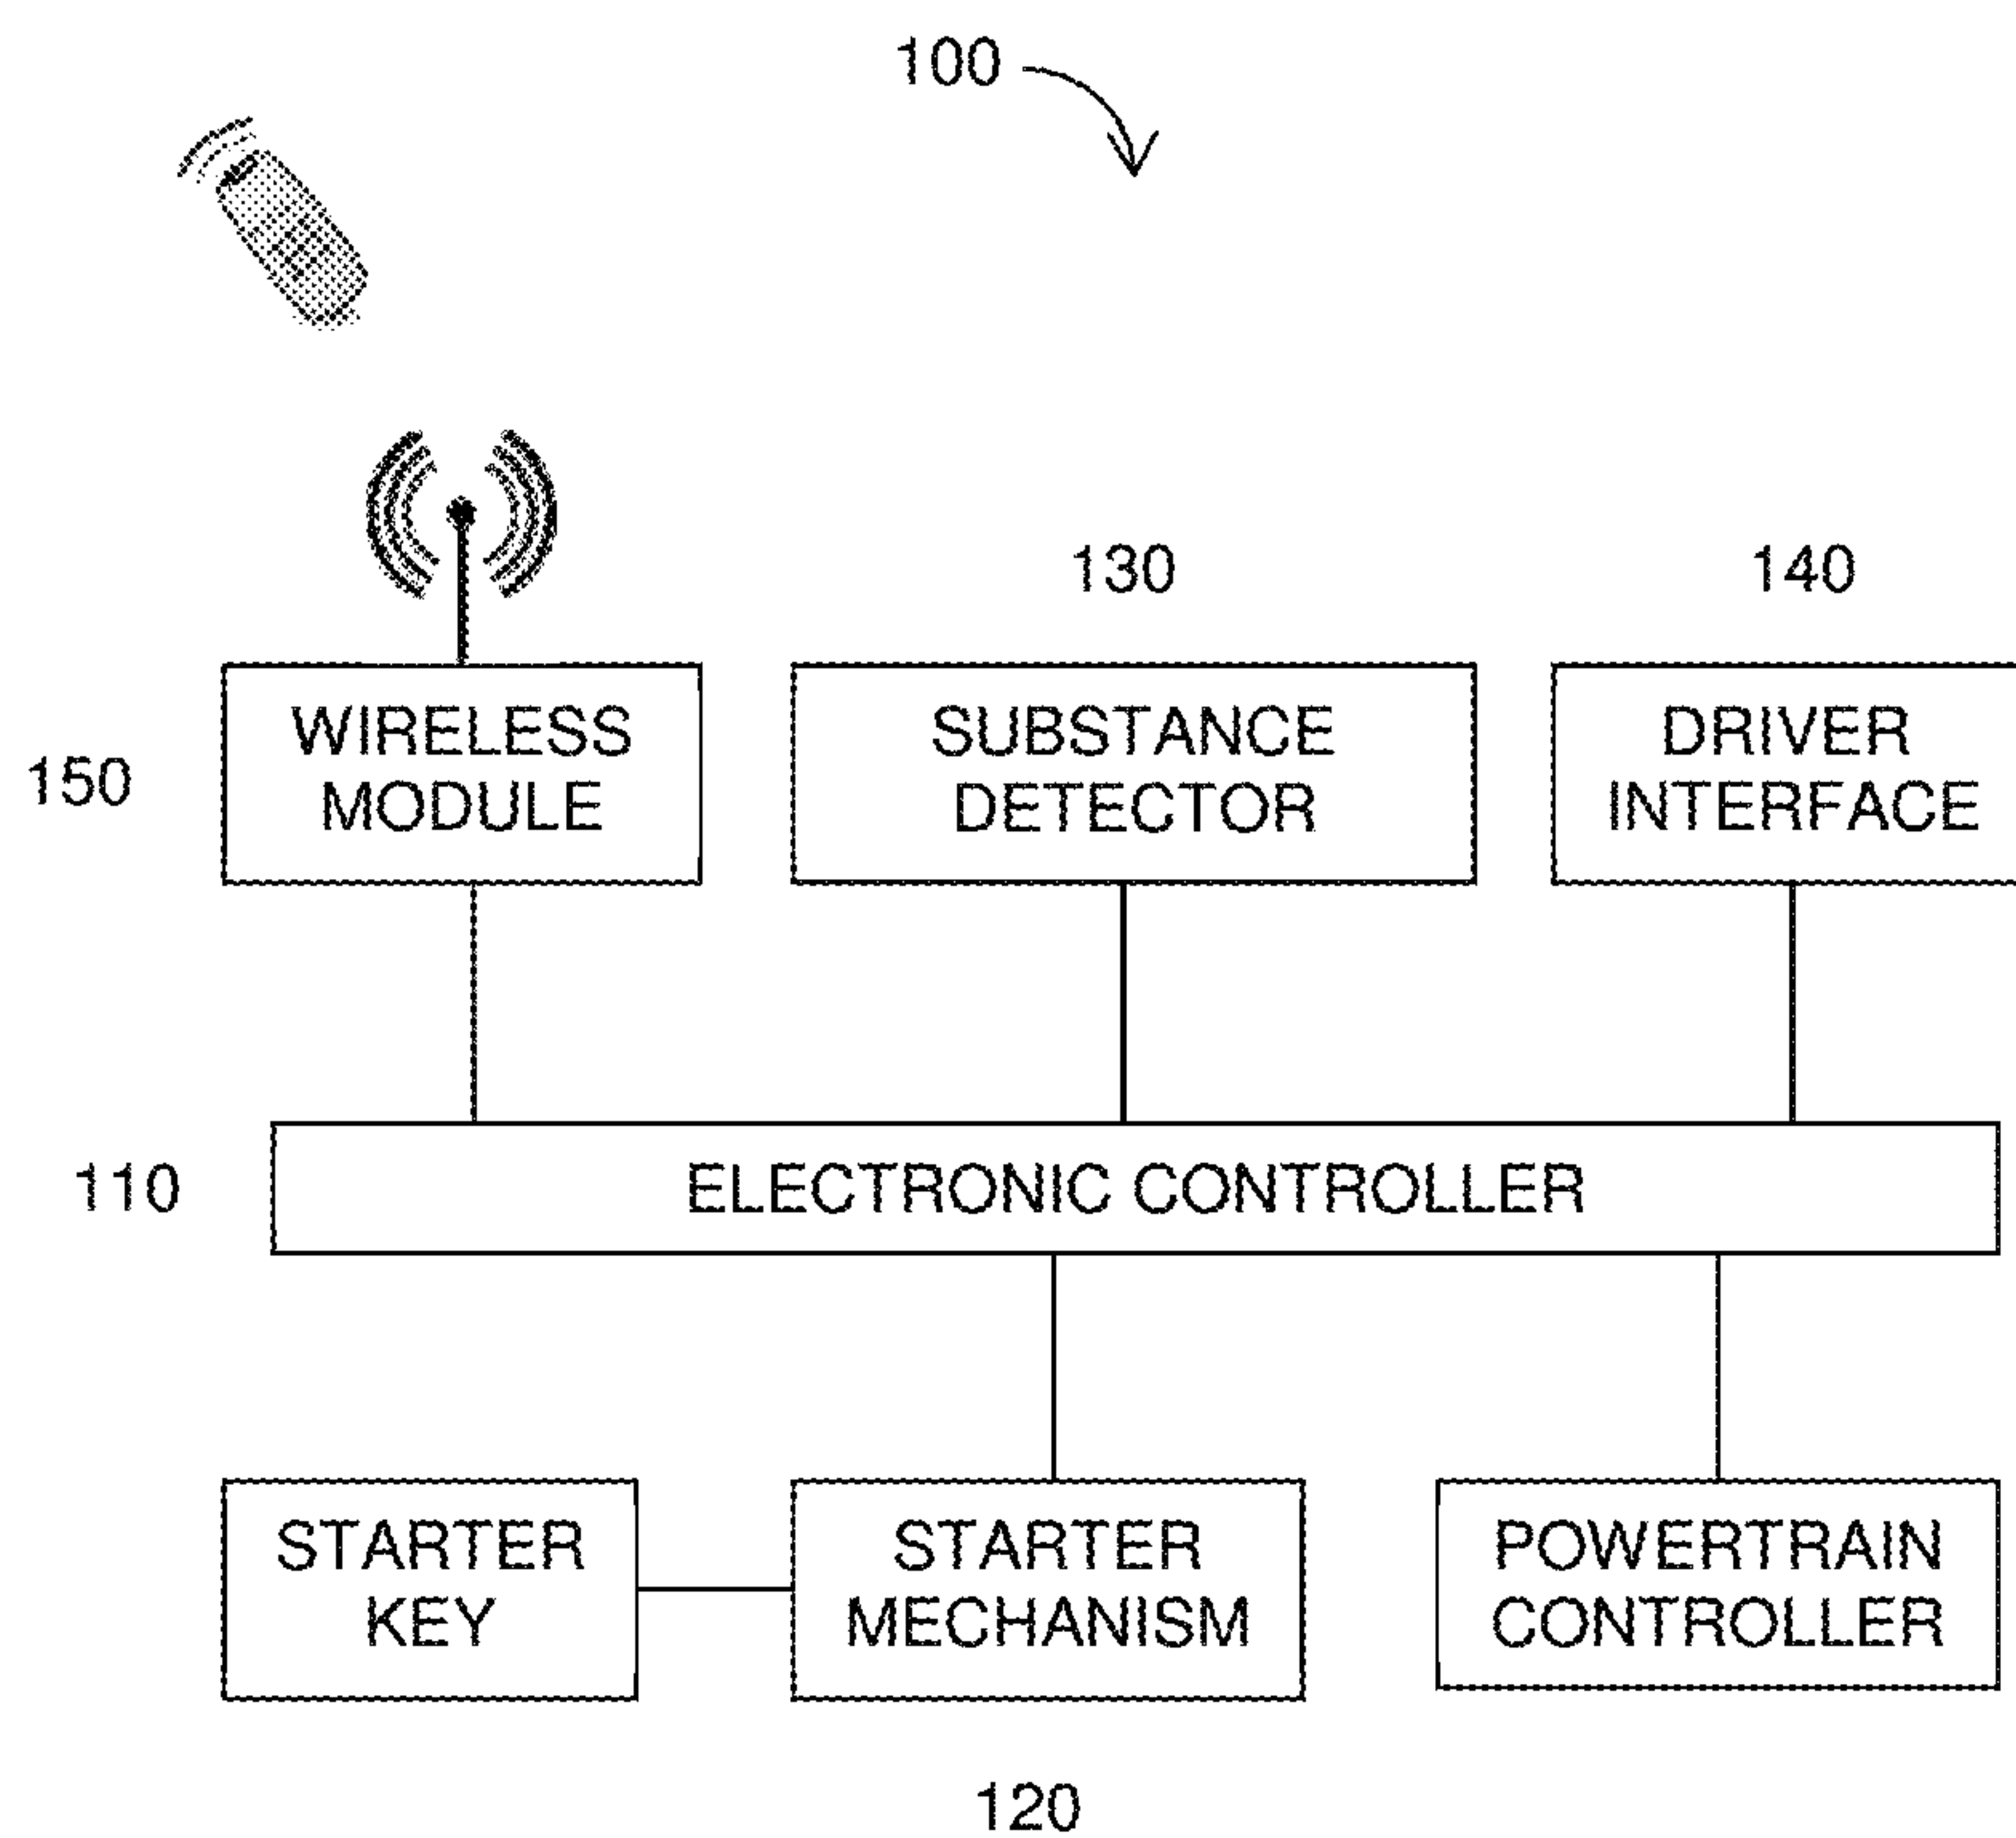 100
130
140
150
WIRELESS
MODULE
SUBSTANCE
DETECTOR
DRIVER
INTERFACE
110
ELECTRONIC CONTROLLER
STARTER
KEY
STARTER
MECHANISM
POWERTRAIN
CONTROLLER
120